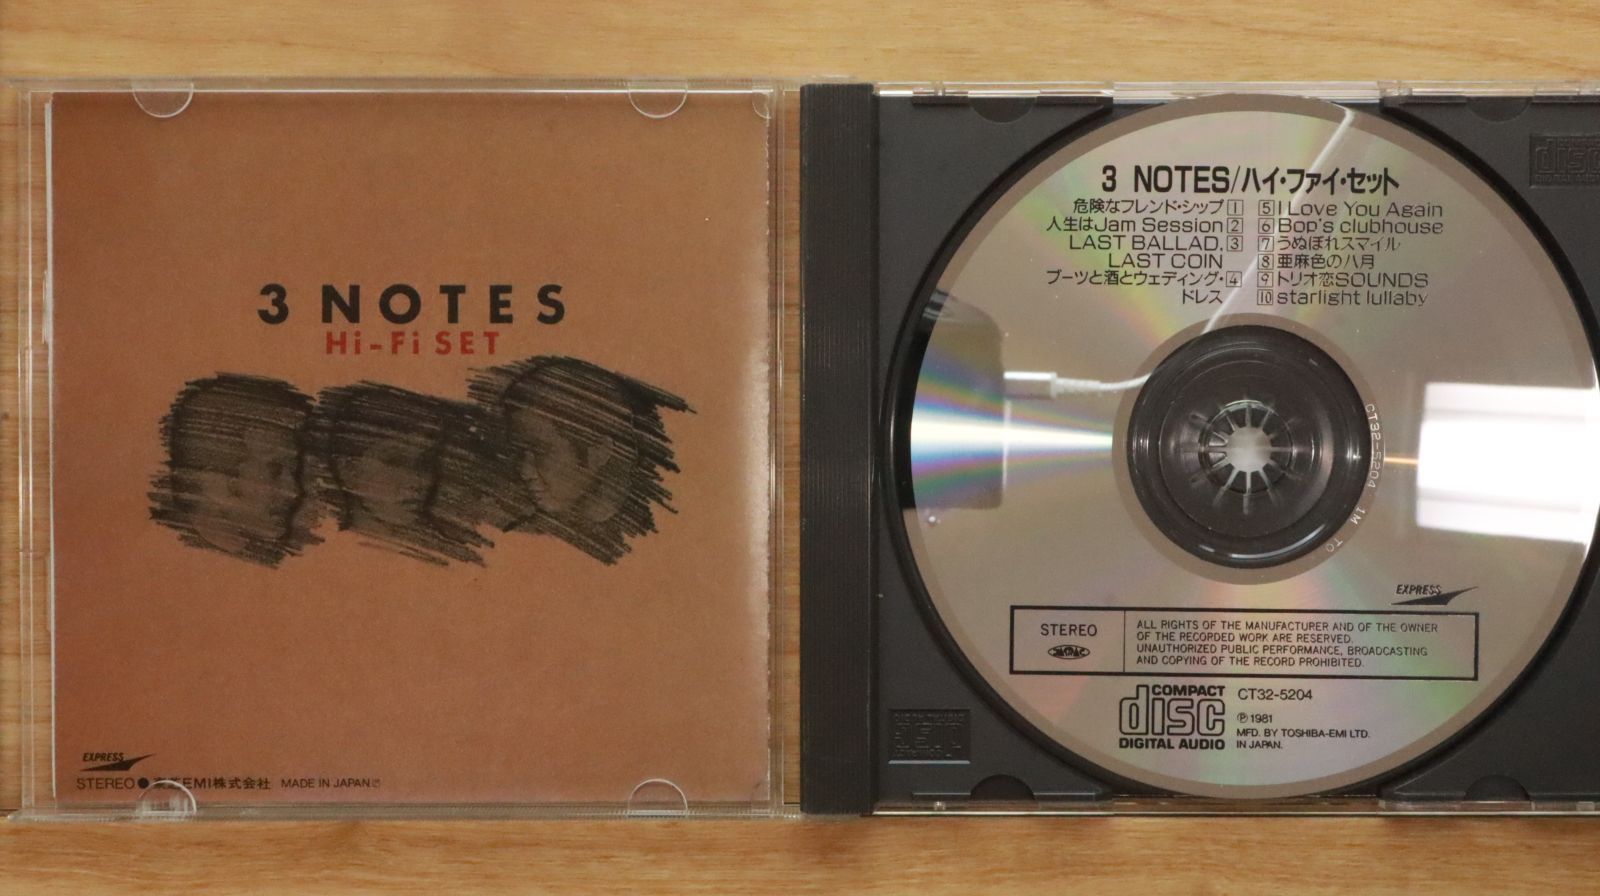 3 NOTES
Hi-Fi SET
EXPRESS
STEREO● 東芝EMI株式会社 MADE IN JAPAN
3 NOTES/ハイ・ファイ・セット
危険なフレンド・シップ 1
人生はJam Session 2
LAST BALLAD, 3
LAST COIN
ブーツと酒とウェディング・ 4
ドレス
5 I Love You Again
6 Bop's clubhouse
7 うぬぼれスマイル
8 亜麻色の八月
9 トリオ恋SOUNDS
10 starlight lullaby
CT32-5204 1M TO
EXPRESS
STEREO
JASRAC
ALL RIGHTS OF THE MANUFACTURER AND OF THE OWNER
OF THE RECORDED WORK ARE RESERVED.
UNAUTHORIZED PUBLIC PERFORMANCE, BROADCASTING
AND COPYING OF THE RECORD PROHIBITED.
COMPACT
disc
DIGITAL AUDIO
CT32-5204
Ⓟ1981
MFD. BY TOSHIBA-EMI LTD.
IN JAPAN.